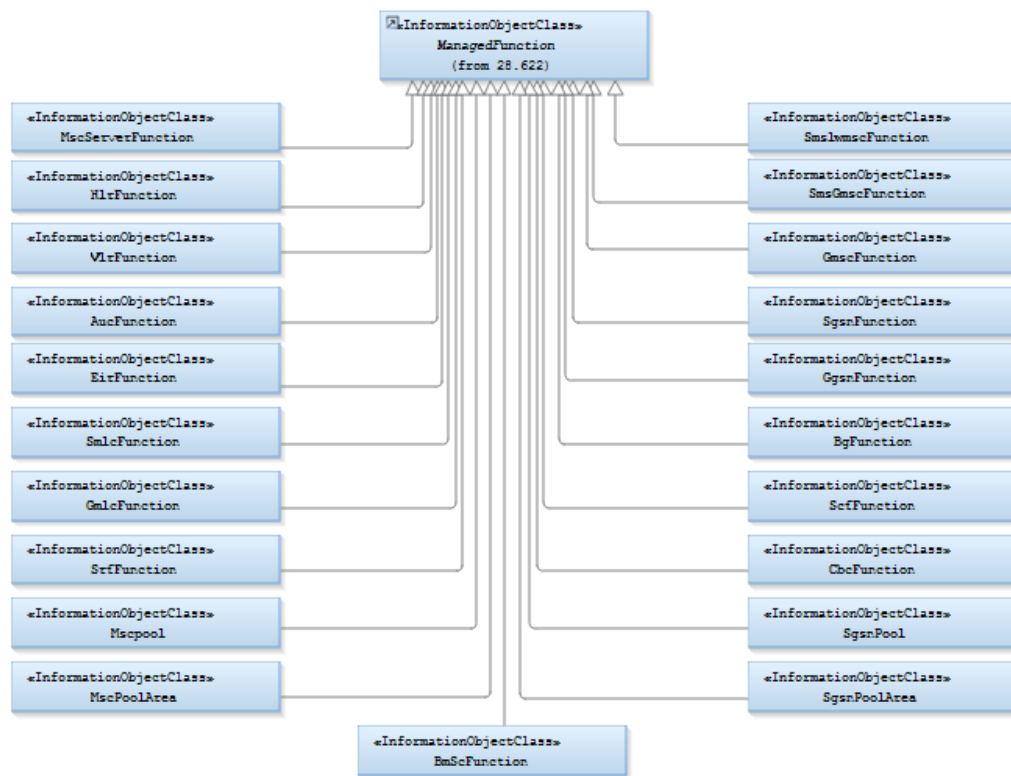 «InformationObjectClass»
ManagedFunction
(from 28.622)
«InformationObjectClass»
MscServerFunction
«InformationObjectClass»
HlrFunction
«InformationObjectClass»
VlrFunction
«InformationObjectClass»
AucFunction
«InformationObjectClass»
EirFunction
«InformationObjectClass»
SmlcFunction
«InformationObjectClass»
GmlcFunction
«InformationObjectClass»
SrfFunction
«InformationObjectClass»
Mscpool
«InformationObjectClass»
MscPoolArea
«InformationObjectClass»
SmsIwmscFunction
«InformationObjectClass»
SmsGmscFunction
«InformationObjectClass»
GmscFunction
«InformationObjectClass»
SgsnFunction
«InformationObjectClass»
GgsnFunction
«InformationObjectClass»
BgFunction
«InformationObjectClass»
ScfFunction
«InformationObjectClass»
CbcFunction
«InformationObjectClass»
SgsnPool
«InformationObjectClass»
SgsnPoolArea
«InformationObjectClass»
BmScFunction